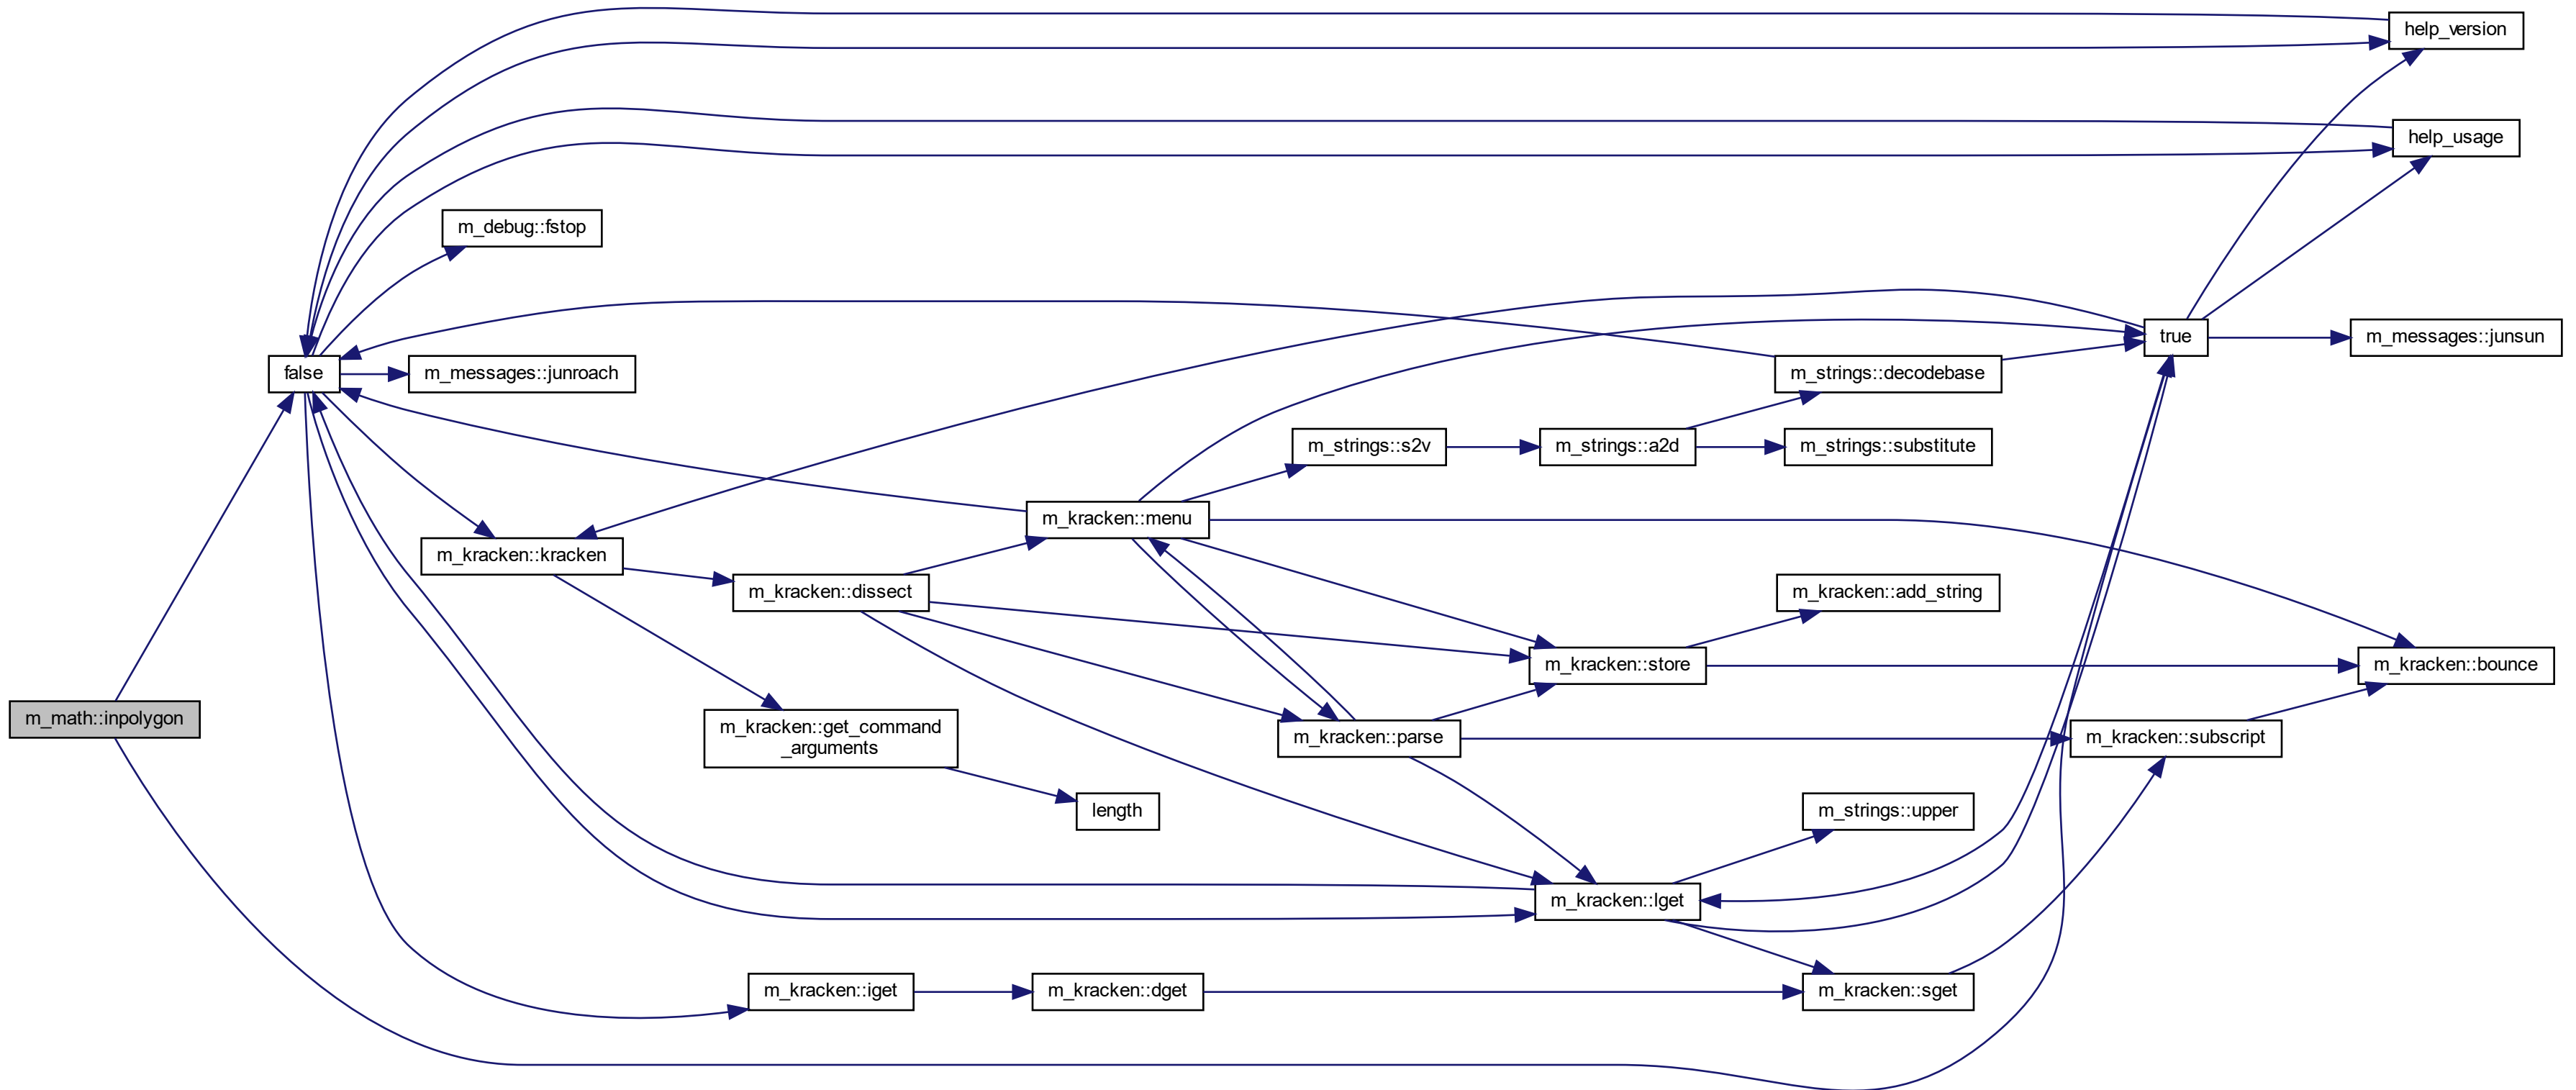 help_version
help_usage
m_debug::fstop
true
m_messages::junsun
false
m_messages::junroach
m_strings::decodebase
m_strings::s2v
m_strings::a2d
m_strings::substitute
m_kracken::menu
m_kracken::kracken
m_kracken::dissect
m_kracken::add_string
m_kracken::store
m_kracken::bounce
m_math::inpolygon
m_kracken::get_command
_arguments
m_kracken::parse
m_kracken::subscript
length
m_strings::upper
m_kracken::lget
m_kracken::iget
m_kracken::dget
m_kracken::sget